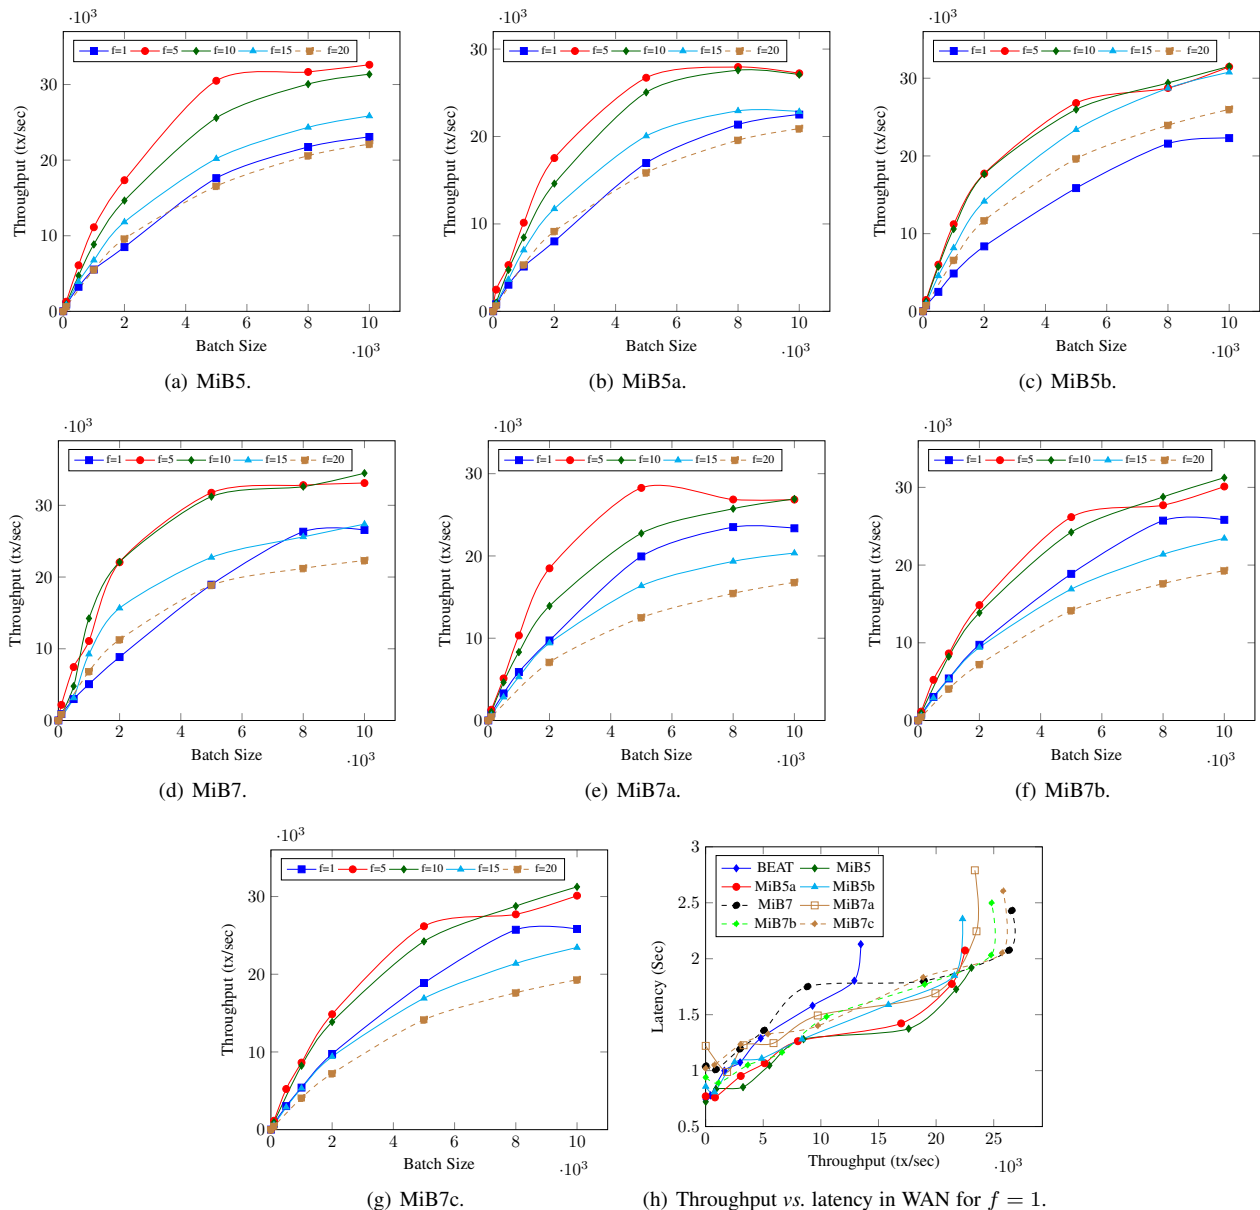 ·10³
f=1 f=5 f=10 f=15 f=20
Throughput (tx/sec)
30
20
10
0
0 2 4 6 8 10
Batch Size
·10³
(a) MiB5.
·10³
f=1 f=5 f=10 f=15 f=20
Throughput (tx/sec)
30
20
10
0
0 2 4 6 8 10
Batch Size
·10³
(b) MiB5a.
·10³
f=1 f=5 f=10 f=15 f=20
Throughput (tx/sec)
30
20
10
0
0 2 4 6 8 10
Batch Size
·10³
(c) MiB5b.
·10³
f=1 f=5 f=10 f=15 f=20
Throughput (tx/sec)
30
20
10
0
0 2 4 6 8 10
Batch Size
·10³
(d) MiB7.
·10³
f=1 f=5 f=10 f=15 f=20
Throughput (tx/sec)
30
20
10
0
0 2 4 6 8 10
Batch Size
·10³
(e) MiB7a.
·10³
f=1 f=5 f=10 f=15 f=20
Throughput (tx/sec)
30
20
10
0
0 2 4 6 8 10
Batch Size
·10³
(f) MiB7b.
·10³
f=1 f=5 f=10 f=15 f=20
Throughput (tx/sec)
30
20
10
0
0 2 4 6 8 10
Batch Size
·10³
(g) MiB7c.
BEAT MiB5
MiB5a MiB5b
MiB7 MiB7a
MiB7b MiB7c
Latency (Sec)
3
2.5
2
1.5
1
0.5
0 5 10 15 20 25
Throughput (tx/sec)
·10³
(h) Throughput vs. latency in WAN for f = 1.